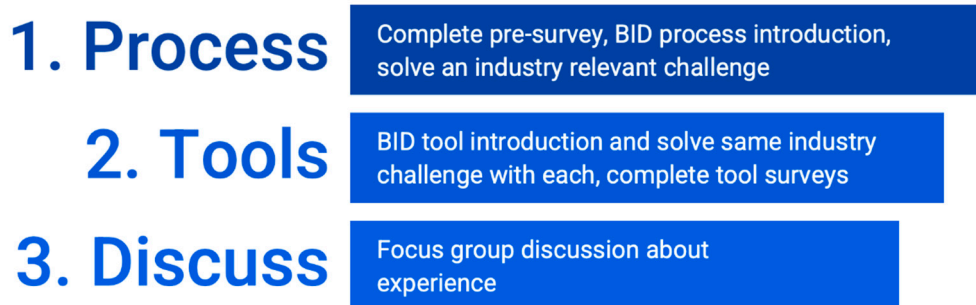 1. Process
Complete pre-survey, BID process introduction,
solve an industry relevant challenge
2. Tools
BID tool introduction and solve same industry
challenge with each, complete tool surveys
3. Discuss
Focus group discussion about
experience